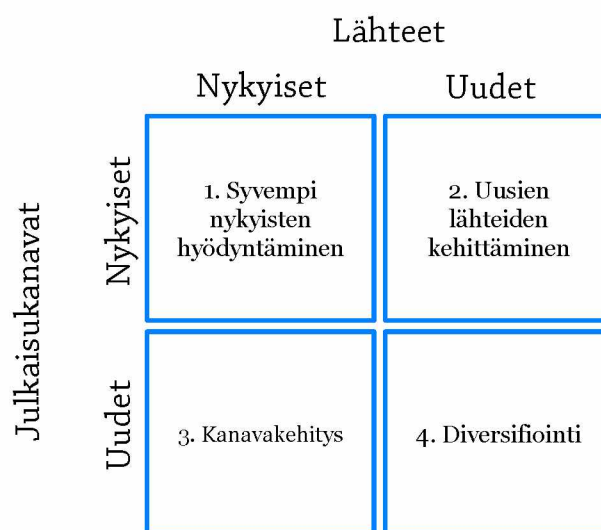 Lähteet
Nykyiset
Uudet
Julkaisukanavat
Nykyiset
1. Syvempi
nykyisten
hyödyntäminen
2. Uusien
lähteiden
kehittäminen
Uudet
3. Kanavakehitys
4. Diversifiointi